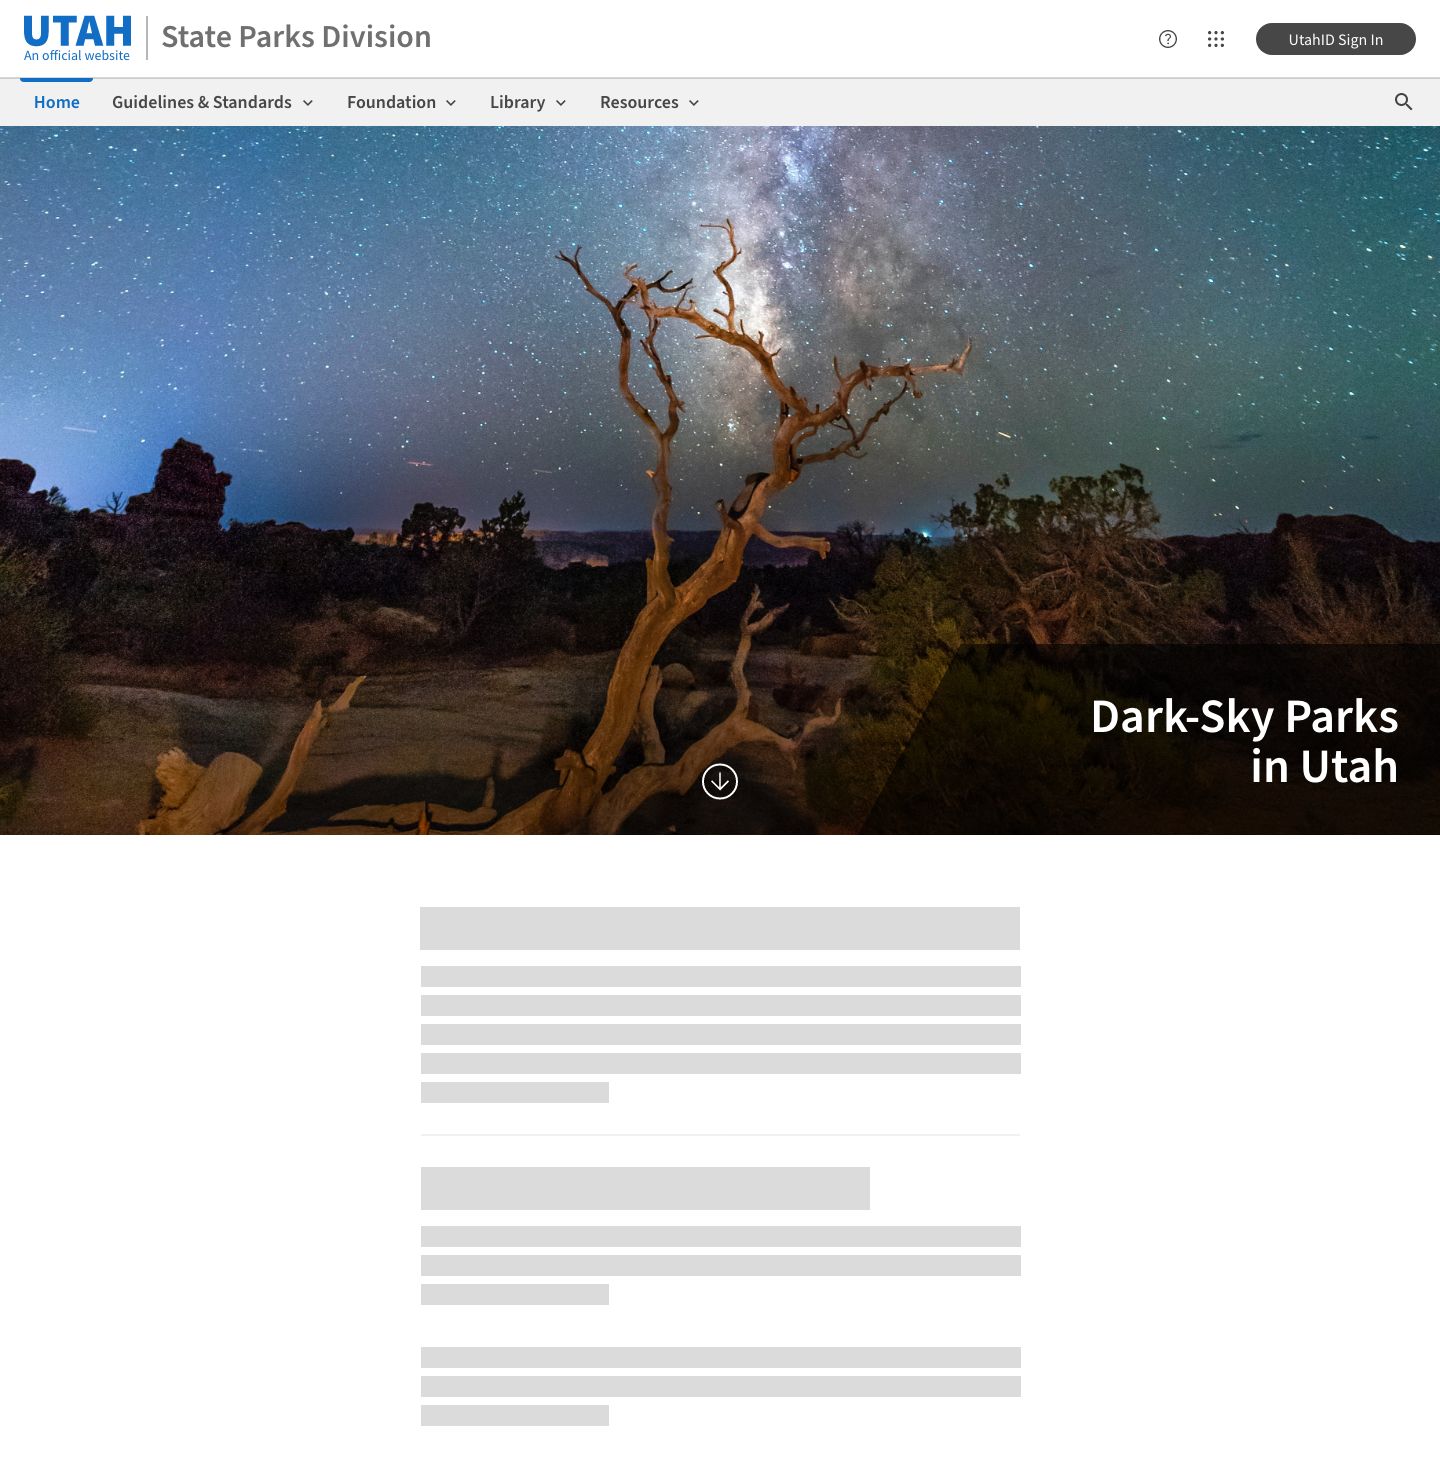 UTAH
An official website
State Parks Division
UtahID Sign In
Home
Guidelines & Standards
Foundation
Library
Resources
Dark-Sky Parks
in Utah